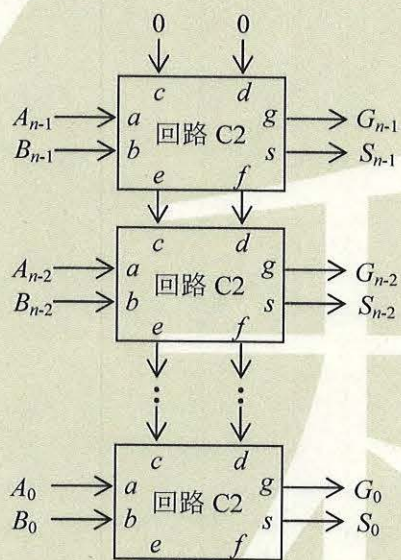 0 0
c d
A_{n-1} a g G_{n-1}
回路 C2
B_{n-1} b s S_{n-1}
e f
c d
A_{n-2} a g G_{n-2}
回路 C2
B_{n-2} b s S_{n-2}
e f
c d
A_0 a g G_0
回路 C2
B_0 b s S_0
e f